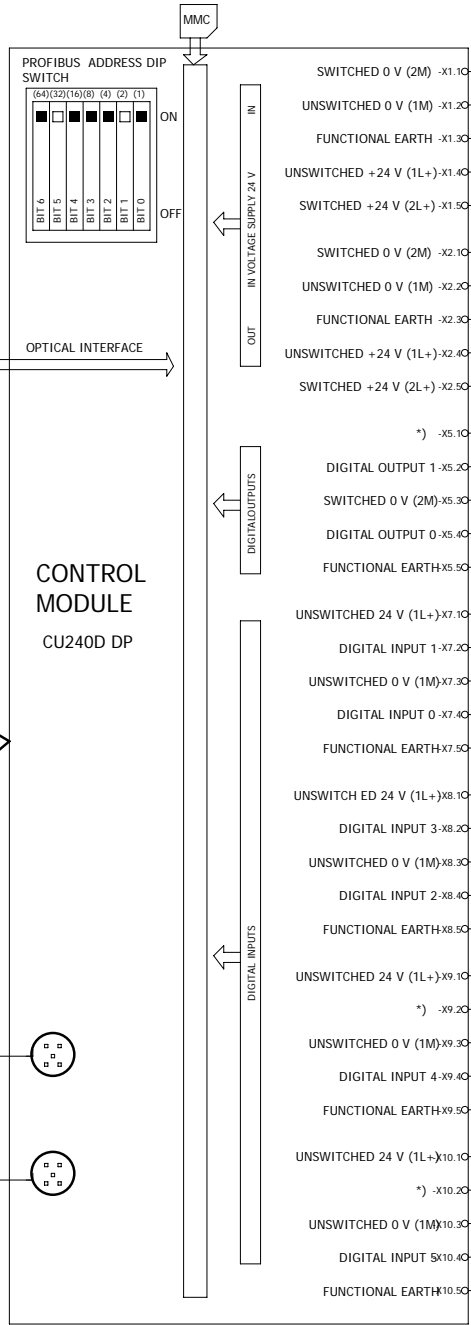 MMC
PROFIBUS ADDRESS DIP
SWITCH
(64)(32)(16)(8) (4) (2) (1)
ON
BIT 6
BIT 5
BIT 4
BIT 3
BIT 2
BIT 1
BIT 0
OFF
OPTICAL INTERFACE
CONTROL
MODULE
CU240D DP
IN
IN VOLTAGE SUPPLY 24 V
OUT
DIGITALOUTPUTS
DIGITAL INPUTS
SWITCHED 0 V (2M) -X1.1
UNSWITCHED 0 V (1M) -X1.2
FUNCTIONAL EARTH -X1.3
UNSWITCHED +24 V (1L+)-X1.4
SWITCHED +24 V (2L+) -X1.5
SWITCHED 0 V (2M) -X2.1
UNSWITCHED 0 V (1M) -X2.2
FUNCTIONAL EARTH -X2.3
UNSWITCHED +24 V (1L+)-X2.4
SWITCHED +24 V (2L+) -X2.5
*) -X5.1
DIGITAL OUTPUT 1 -X5.2
SWITCHED 0 V (2M)-X5.3
DIGITAL OUTPUT 0-X5.4
FUNCTIONAL EARTH-X5.5
UNSWITCHED 24 V (1L+)-X7.1
DIGITAL INPUT 1-X7.2
UNSWITCHED 0 V (1M)-X7.3
DIGITAL INPUT 0 -X7.4
FUNCTIONAL EARTH-X7.5
UNSWITCH ED 24 V (1L+)-X8.1
DIGITAL INPUT 3-X8.2
UNSWITCHED 0 V (1M)-X8.3
DIGITAL INPUT 2-X8.4
FUNCTIONAL EARTH-X8.5
UNSWITCHED 24 V (1L+)-X9.1
*) -X9.2
UNSWITCHED 0 V (1M)-X9.3
DIGITAL INPUT 4-X9.4
FUNCTIONAL EARTH-X9.5
UNSWITCHED 24 V (1L+)-X10.1
*) -X10.2
UNSWITCHED 0 V (1M)-X10.3
DIGITAL INPUT 5-X10.4
FUNCTIONAL EARTH-X10.5